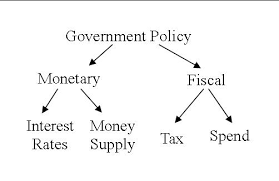 Government Policy
Monetary
Fiscal
Interest
Rates
Money
Supply
Tax
Spend